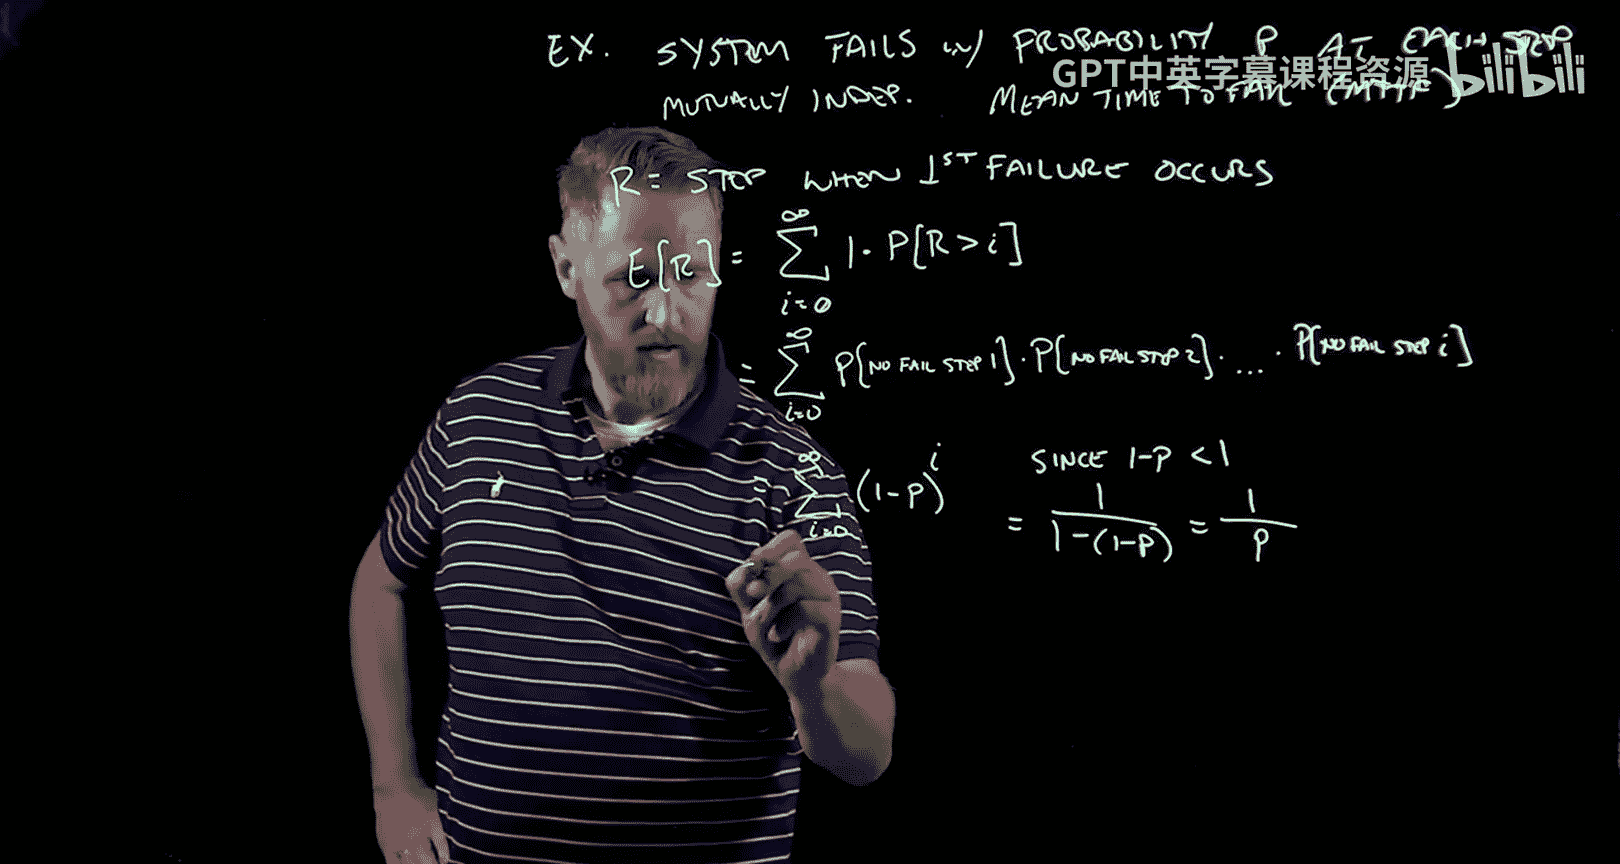 EX. SYSTEM FAILS w/ PROBABILITY P AT EACH STEP
GPT中英字幕课程资源 bilibili
MUTUALLY INDEP. MEAN TIME TO FAIL (MTTF)
R = STEP WHEN 1ST FAILURE OCCURS
E[R] = ∑_{i=0}^{∞} 1 · P[R > i]
= ∑_{i=0}^{∞} P[NO FAIL STEP 1] · P[NO FAIL STEP 2] · ... · P[NO FAIL STEP i]
= ∑_{i=0}^{∞} (1-P)^i SINCE 1-P < 1
= 1/(1-(1-P)) = 1/P